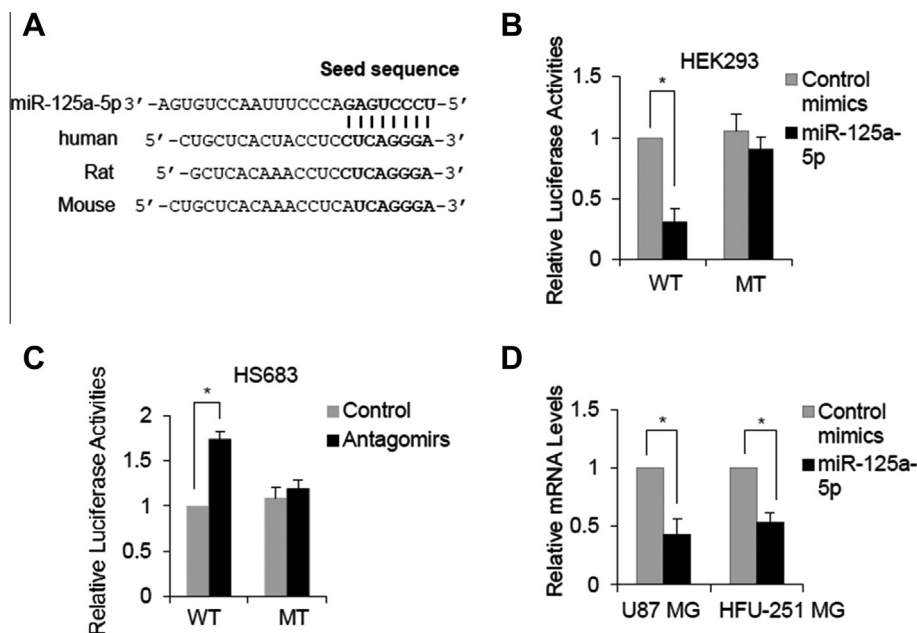 A
Seed sequence
miR-125a-5p 3′-AGUGUCCAAUUUCCCAGAGUCCCU-5′
human 5′-CUGCUCACUACCUCCUCAGGGA-3′
Rat 5′-GCUCACAAACCUCCUCAGGGA-3′
Mouse 5′-CUGCUCACAAACCUCAUCAGGGA-3′
B
HEK293
Relative Luciferase Activities
1.5
1
0.5
0
*
WT MT
Control mimics
miR-125a-5p
C
HS683
Relative Luciferase Activities
2
1.5
1
0.5
0
*
WT MT
Control
Antagomirs
D
Relative mRNA Levels
1.5
1
0.5
0
* *
U87 MG HFU-251 MG
Control mimics
miR-125a-5p